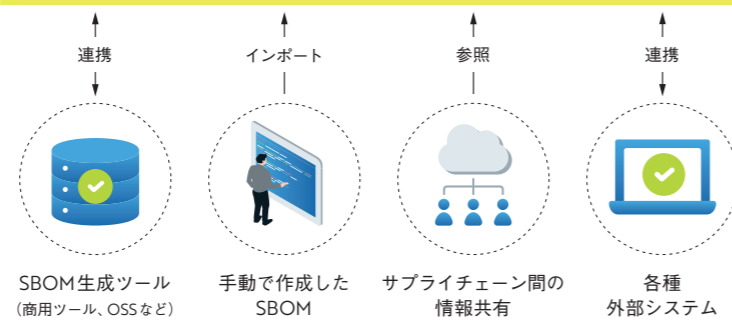 連携
インポート
参照
連携
SBOM生成ツール
(商用ツール、OSSなど)
手動で作成した
SBOM
サプライチェーン間の
情報共有
各種
外部システム